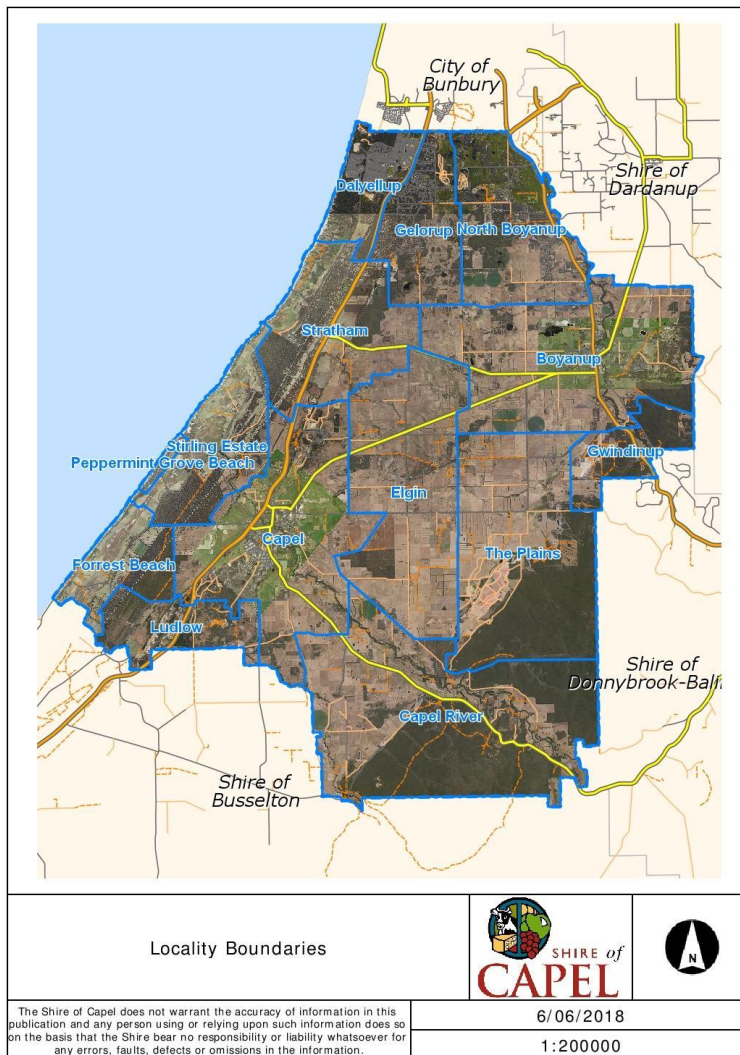 City of
Bunbury
Shire of
Dardanup
Dalyellup
Gelorup
North Boyanup
Stratham
Boyanup
Stirling Estate
Peppermint Grove Beach
Gwindinup
Elgin
Capel
The Plains
Forrest Beach
Ludlow
Shire of
Donnybrook-Bali
Capel River
Shire of
Busselton
Locality Boundaries
SHIRE of
CAPEL
N
The Shire of Capel does not warrant the accuracy of information in this
publication and any person using or relying upon such information does so
on the basis that the Shire bear no responsibility or liability whatsoever for
any errors, faults, defects or omissions in the information.
6/06/2018
1:200000